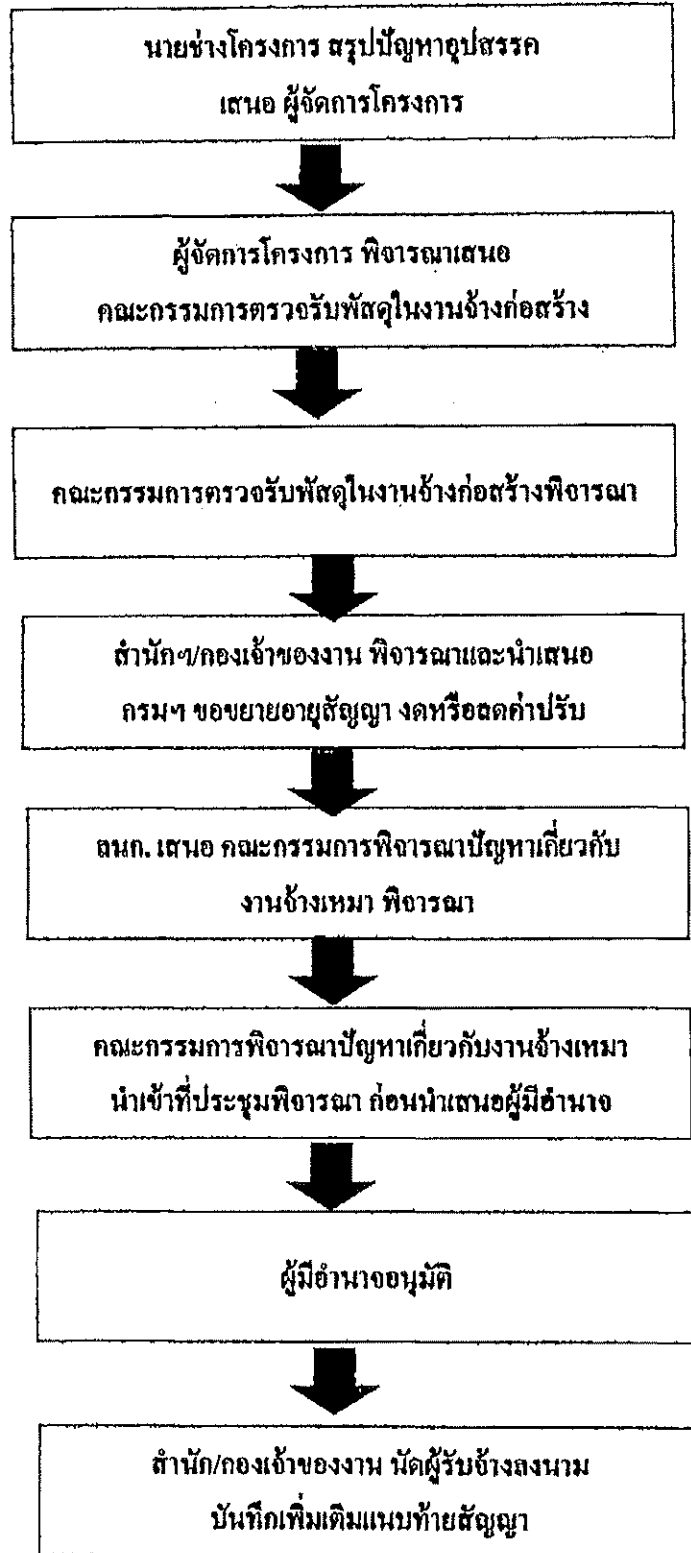 นายช่างโครงการ สรุปปัญหาอุปสรรค
เสนอ ผู้จัดการโครงการ
ผู้จัดการโครงการ พิจารณาเสนอ
คณะกรรมการตรวจรับพัสดุในงานจ้างก่อสร้าง
คณะกรรมการตรวจรับพัสดุในงานจ้างก่อสร้างพิจารณา
สำนักฯ/กองเจ้าของงาน พิจารณาและนำเสนอ
กรมฯ ขอขยายอายุสัญญา งดหรือลดค่าปรับ
ลนก. เสนอ คณะกรรมการพิจารณาปัญหาเกี่ยวกับ
งานจ้างเหมา พิจารณา
คณะกรรมการพิจารณาปัญหาเกี่ยวกับงานจ้างเหมา
นำเข้าที่ประชุมพิจารณา ก่อนนำเสนอผู้มีอำนาจ
ผู้มีอำนาจอนุมัติ
สำนัก/กองเจ้าของงาน นัดผู้รับจ้างลงนาม
บันทึกเพิ่มเติมแนบท้ายสัญญา